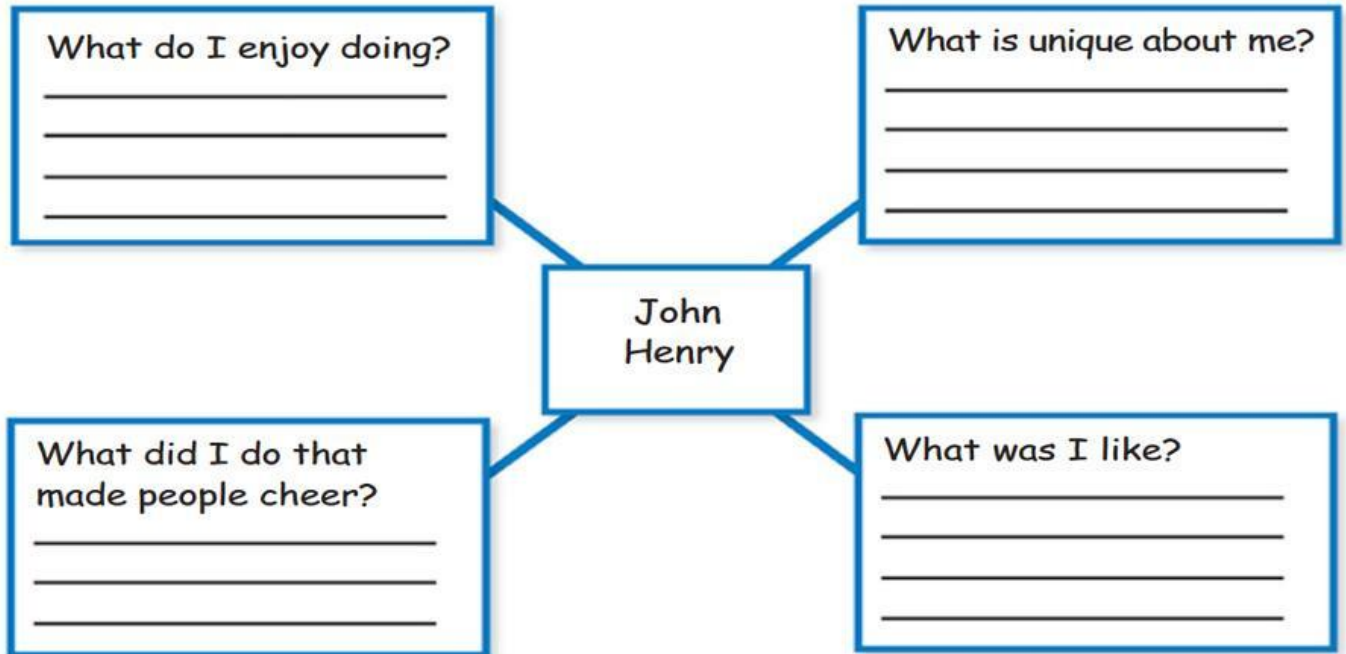 What do I enjoy doing?
What is unique about me?
John
Henry
What did I do that
made people cheer?
What was I like?